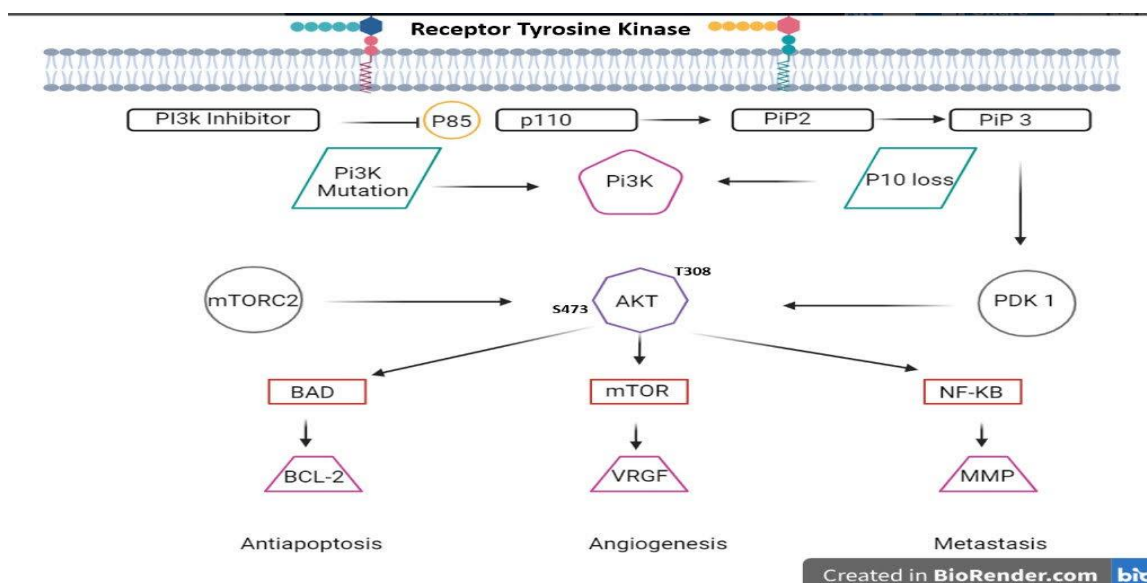 Receptor Tyrosine Kinase
PI3k Inhibitor
P85
p110
PiP2
PiP 3
Pi3K
Mutation
Pi3K
P10 loss
mTORC2
S473
AKT
T308
PDK 1
BAD
mTOR
NF-KB
BCL-2
VRGF
MMP
Antiapoptosis
Angiogenesis
Metastasis
Created in BioRender.com
bio